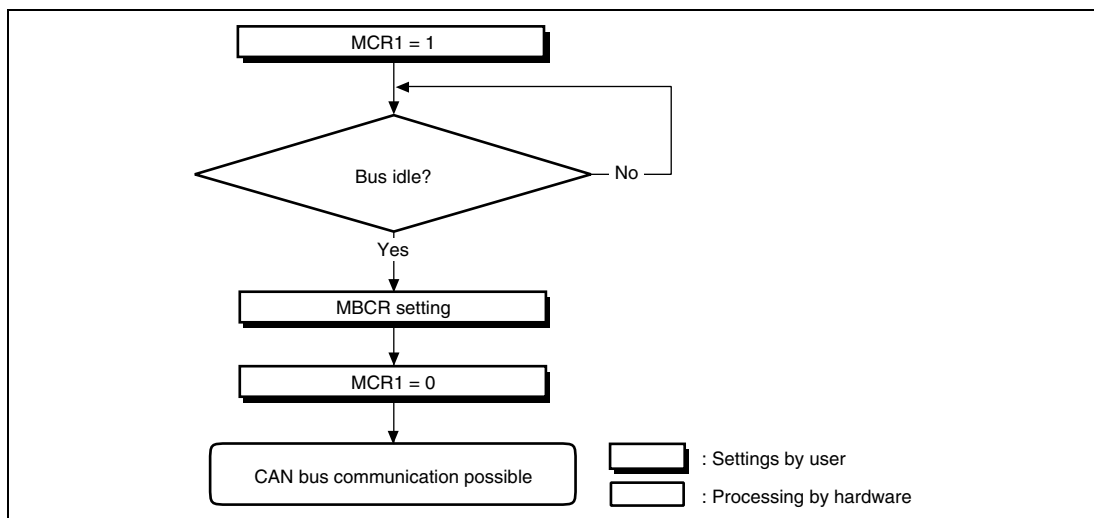 MCR1 = 1
Bus idle?
No
Yes
MBCR setting
MCR1 = 0
CAN bus communication possible
: Settings by user
: Processing by hardware